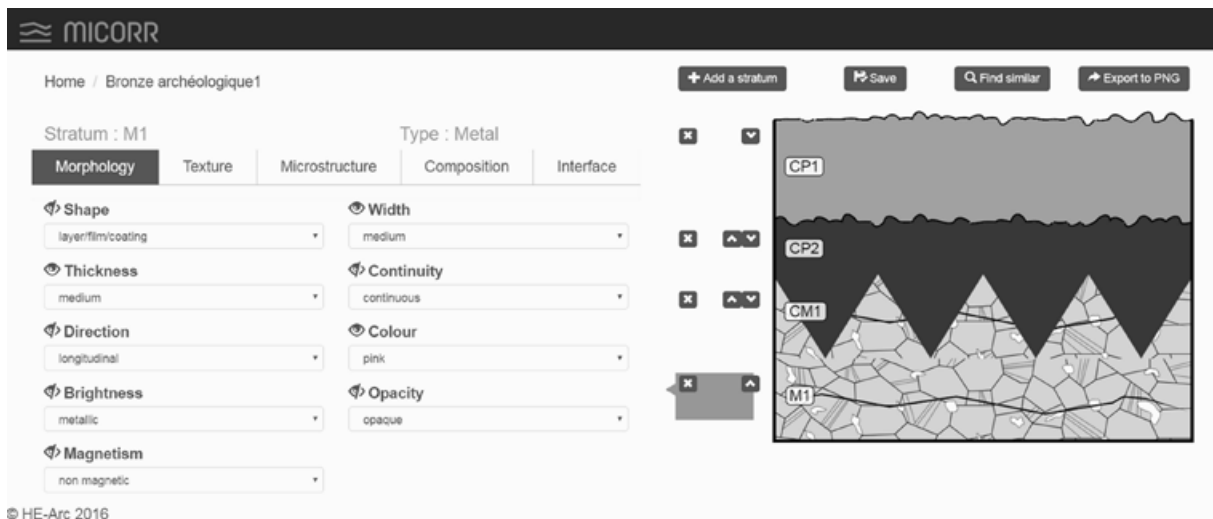 MICORR
Home / Bronze archéologique1
Add a stratum
Save
Find similar
Export to PNG
Stratum : M1
Type : Metal
Morphology
Texture
Microstructure
Composition
Interface
Shape
Width
layer/film/coating
medium
Thickness
Continuity
medium
continuous
Direction
Colour
longitudinal
pink
Brightness
Opacity
metallic
opaque
Magnetism
non magnetic
CP1
CP2
CM1
M1
© HE-Arc 2016